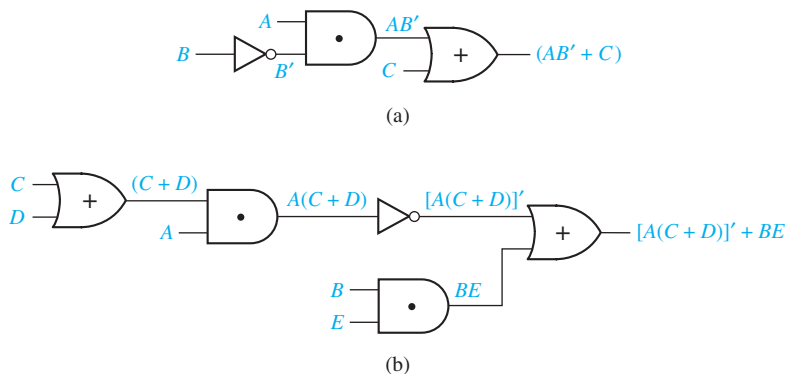 A
AB′
B
B′
C
+
(AB′ + C)
(a)
C
D
+
(C + D)
A
A(C + D)
[A(C + D)]′
+
[A(C + D)]′ + BE
B
E
BE
(b)